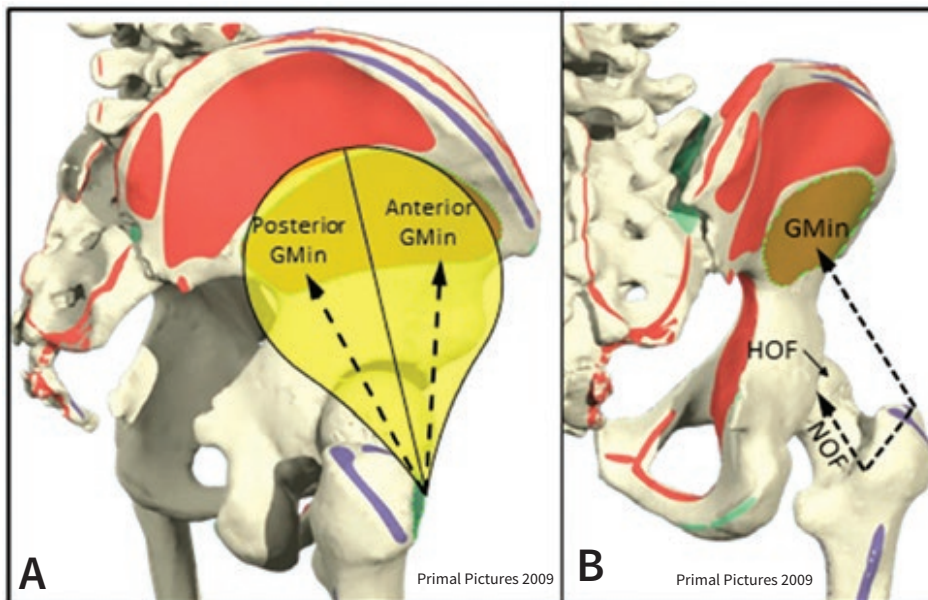 Posterior
GMin
Anterior
GMin
A
Primal Pictures 2009
GMin
HOF
NOF
B
Primal Pictures 2009